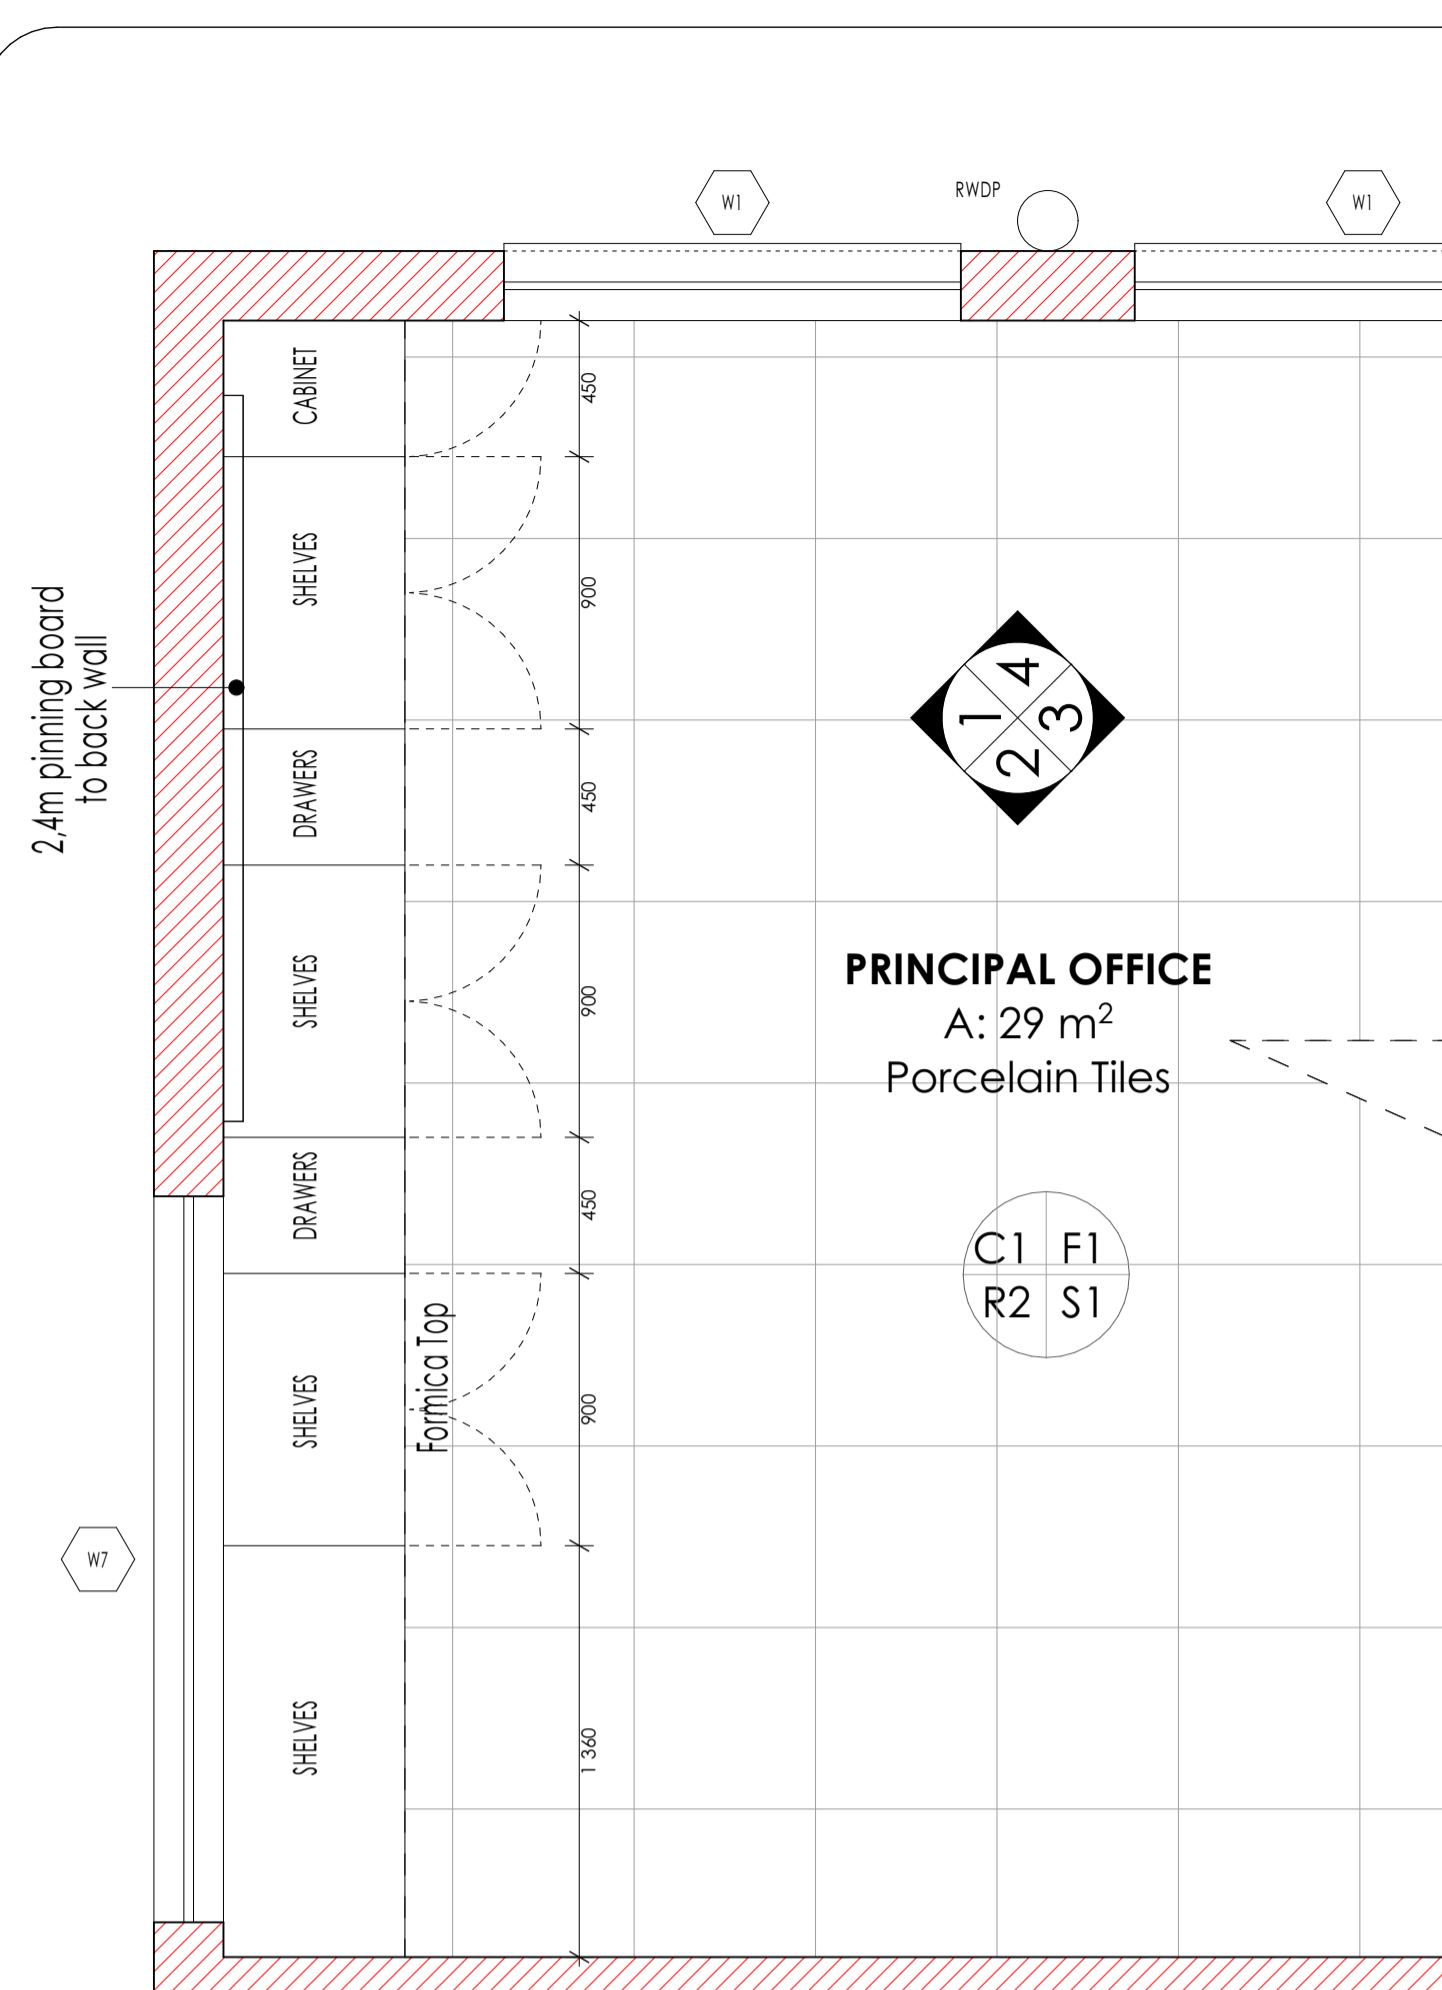 W1
RWDP
W1
CABINET
450
SHELVES
900
2,4m pinning board
to back wall
DRAWERS
450
1
4
2
3
SHELVES
900
PRINCIPAL OFFICE
A: 29 m²
Porcelain Tiles
DRAWERS
450
C1 F1
R2 S1
SHELVES
Formica Top
900
W7
SHELVES
1 360